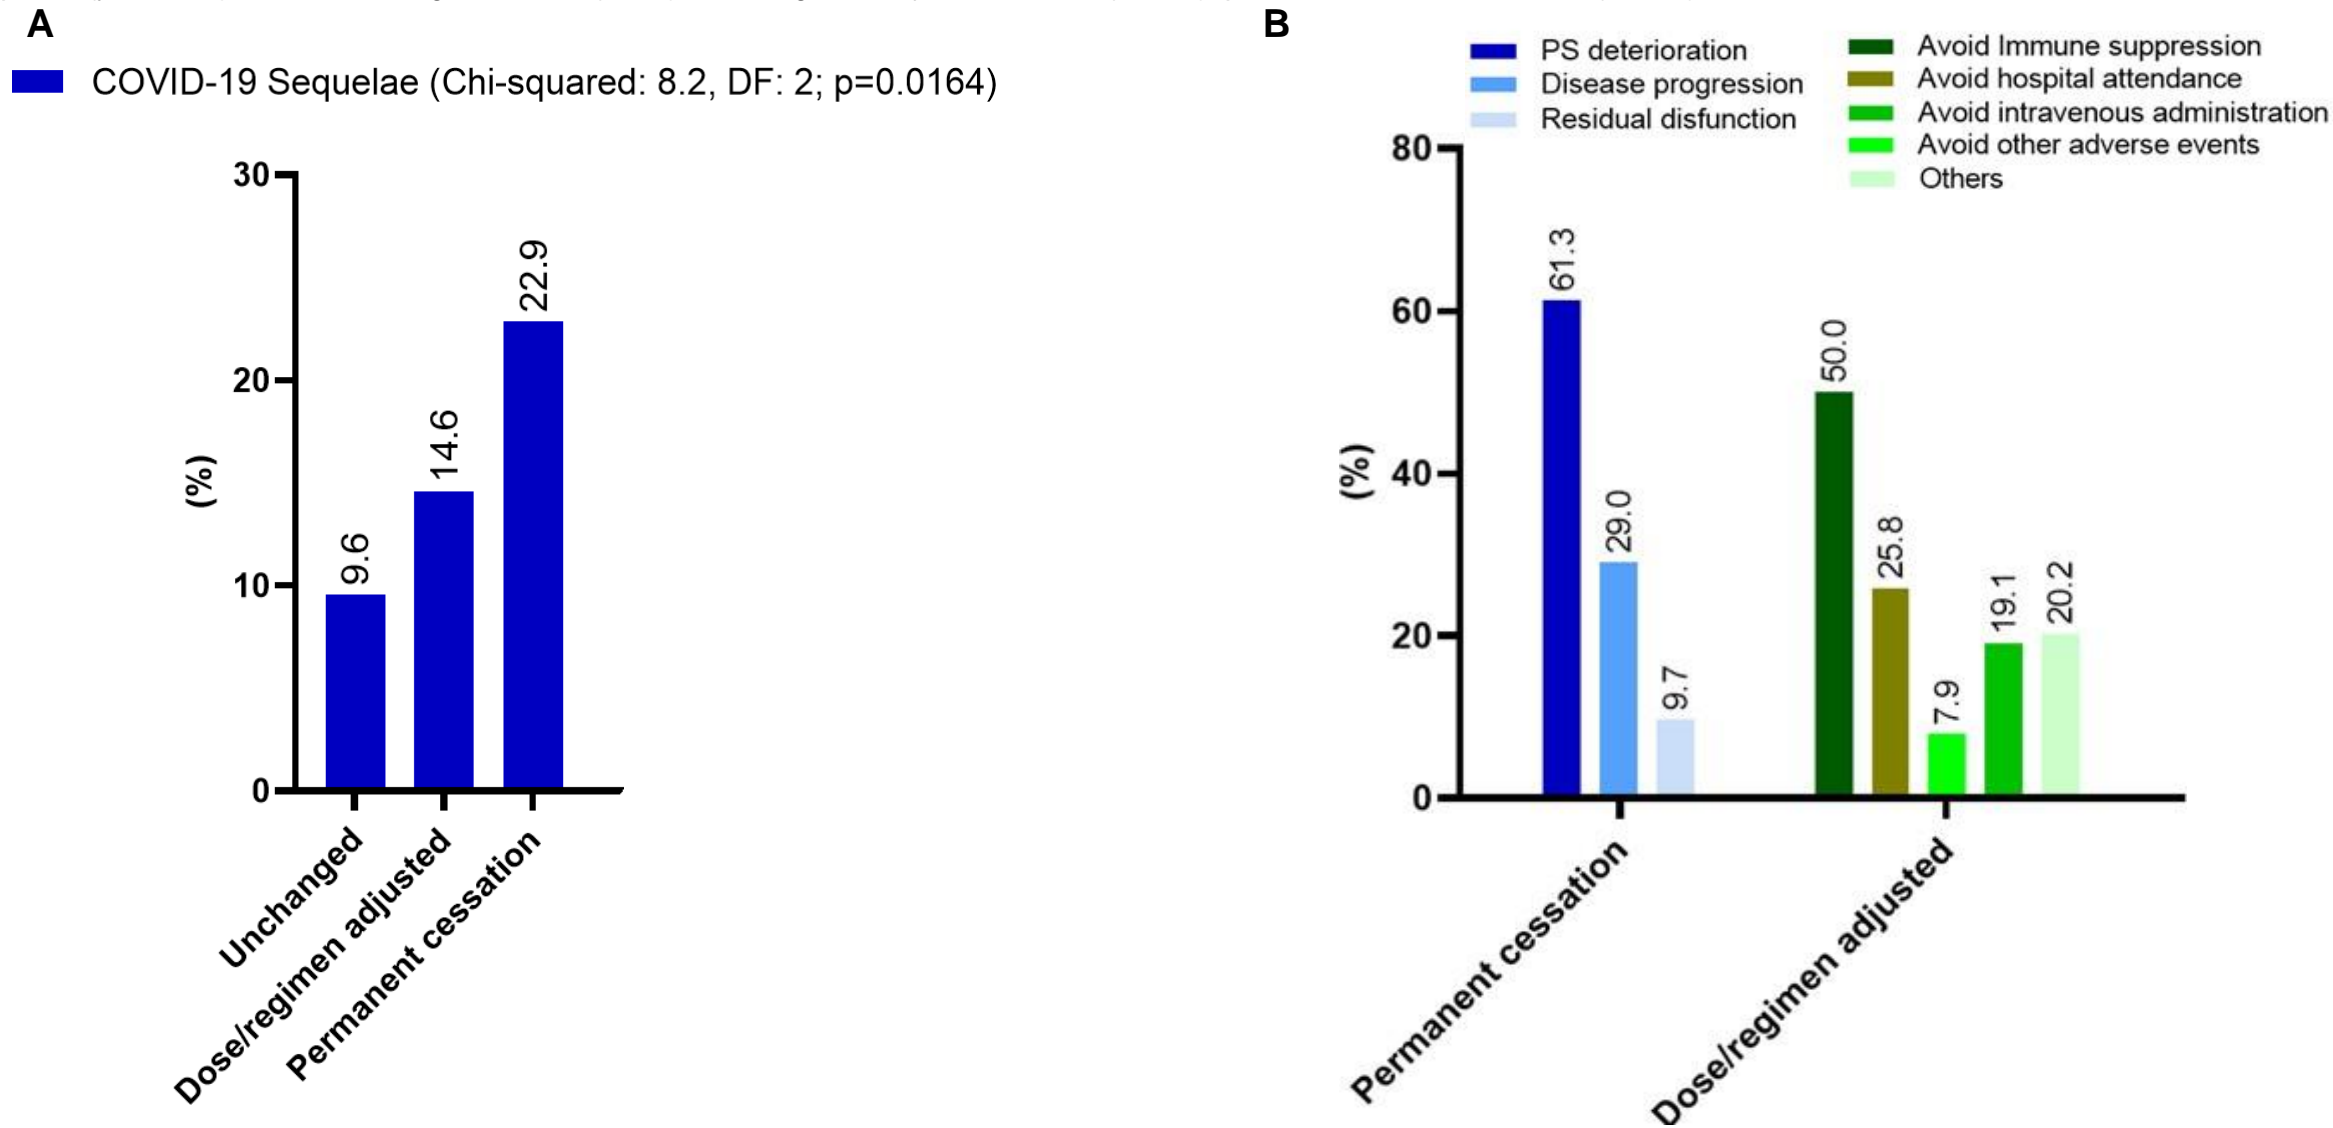 A
COVID-19 Sequelae (Chi-squared: 8.2, DF: 2; p=0.0164)
30
20
10
0
(%)
9.6
14.6
22.9
Unchanged
Dose/regimen adjusted
Permanent cessation
B
PS deterioration
Disease progression
Residual disfunction
Avoid Immune suppression
Avoid hospital attendance
Avoid intravenous administration
Avoid other adverse events
Others
80
60
40
20
0
(%)
61.3
29.0
9.7
50.0
25.8
7.9
19.1
20.2
Permanent cessation
Dose/regimen adjusted